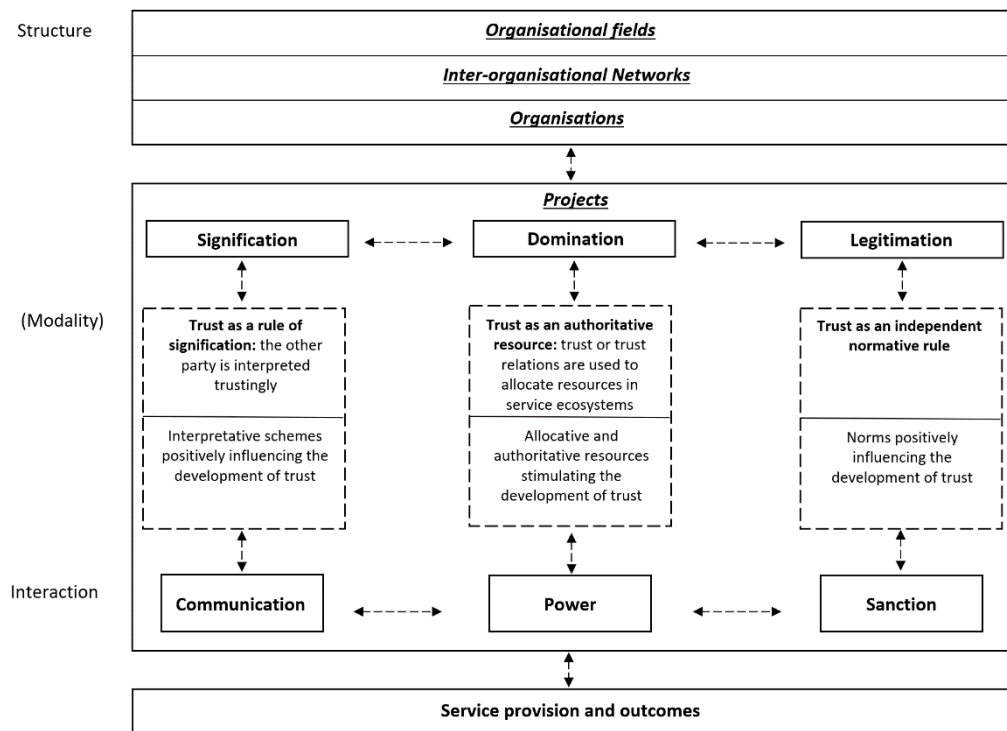 Structure
Organisational fields
Inter-organisational Networks
Organisations
Projects
Signification
Domination
Legitimation
(Modality)
Trust as a rule of
signification: the other
party is interpreted
trustingly
Trust as an authoritative
resource: trust or trust
relations are used to
allocate resources in
service ecosystems
Trust as an independent
normative rule
Interpretative schemes
positively influencing the
development of trust
Allocative and
authoritative resources
stimulating the
development of trust
Norms positively
influencing the
development of trust
Interaction
Communication
Power
Sanction
Service provision and outcomes